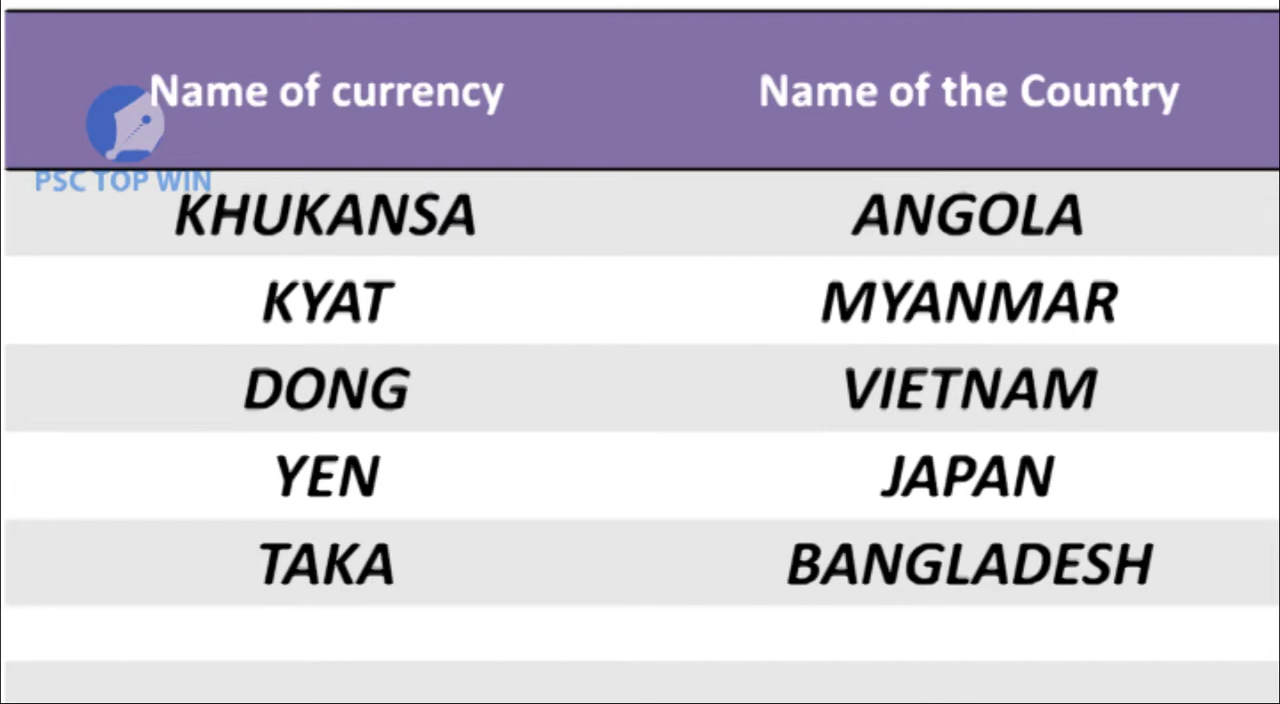 Name of currency Name of the Country
PSC TOP WIN
KHUKANSA ANGOLA
KYAT MYANMAR
DONG VIETNAM
YEN JAPAN
TAKA BANGLADESH